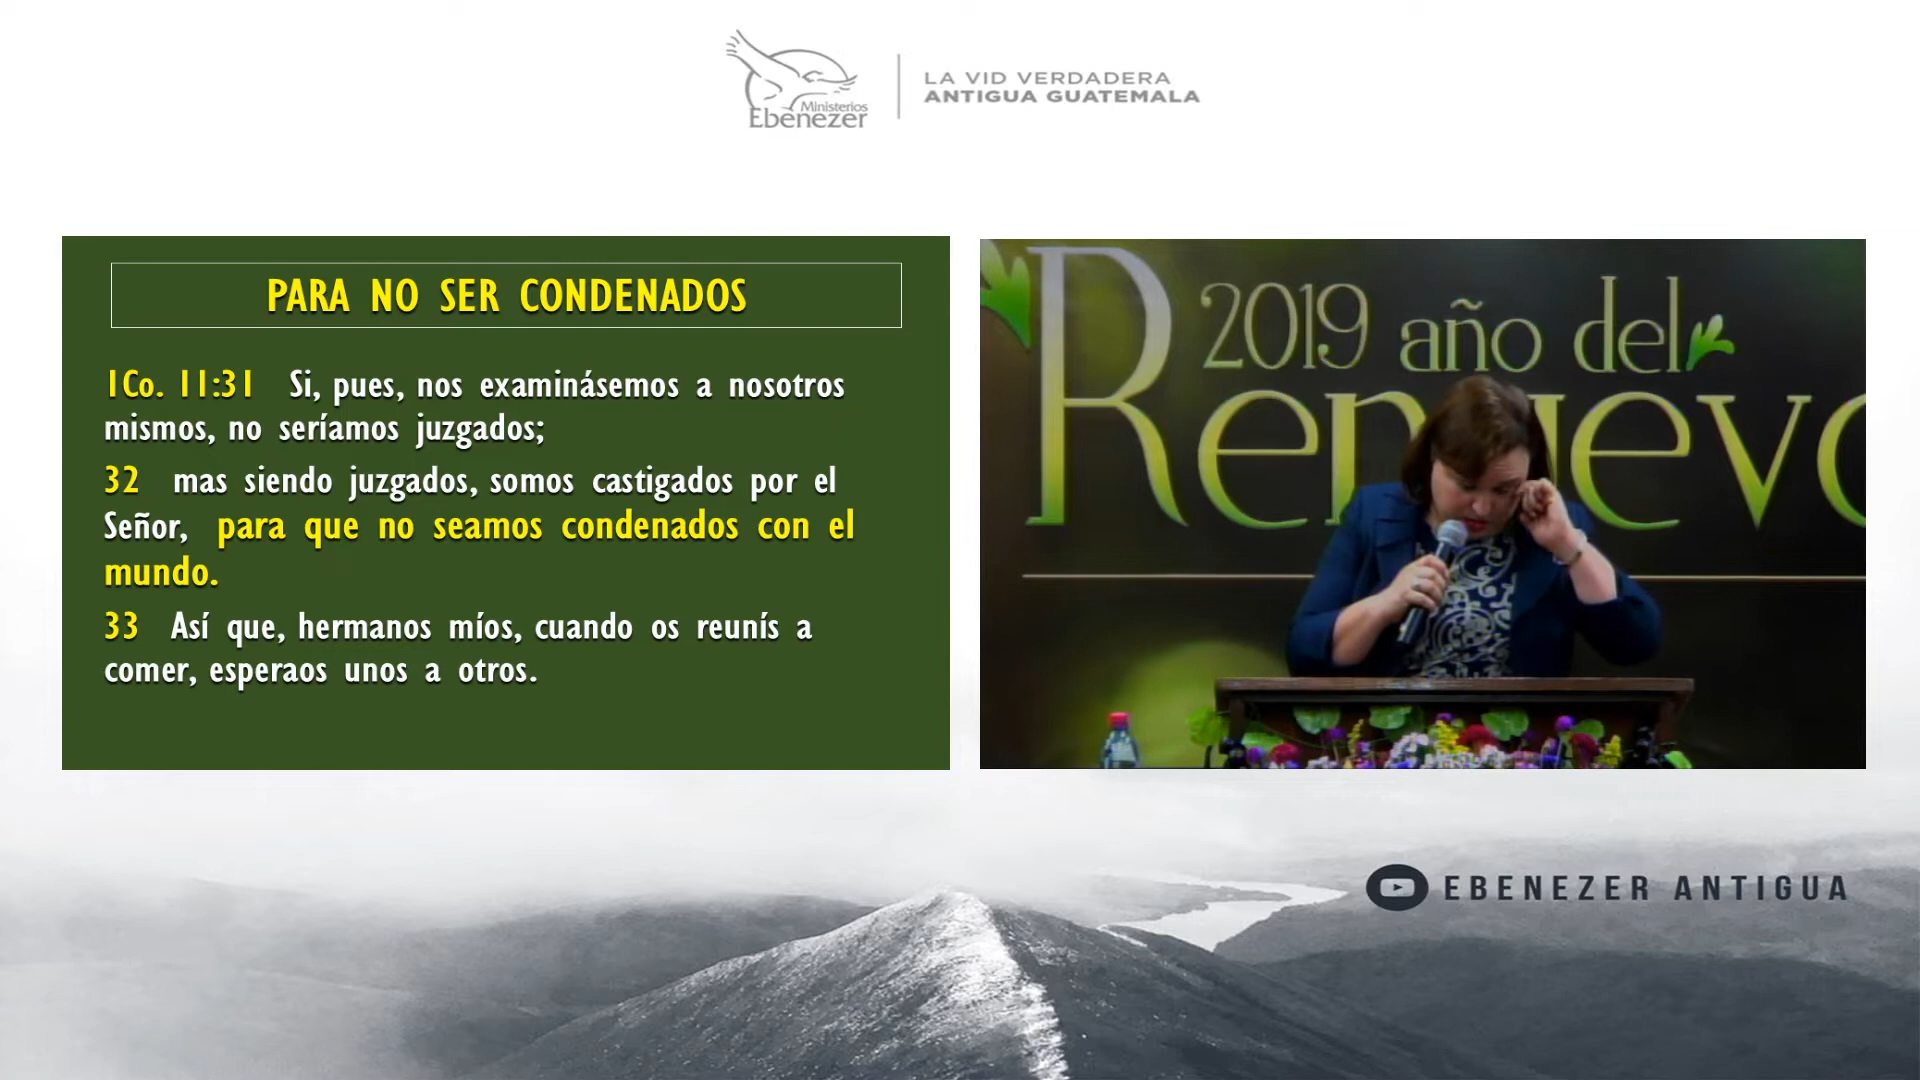 Ministerios
Ebenezer
LA VID VERDADERA
ANTIGUA GUATEMALA
PARA NO SER CONDENADOS
1Co. 11:31 Si, pues, nos examinásemos a nosotros
mismos, no seríamos juzgados;
32 mas siendo juzgados, somos castigados por el
Señor, para que no seamos condenados con el
mundo.
33 Así que, hermanos míos, cuando os reunís a
comer, esperaos unos a otros.
2019 año del
Renuevo
EBENEZER ANTIGUA